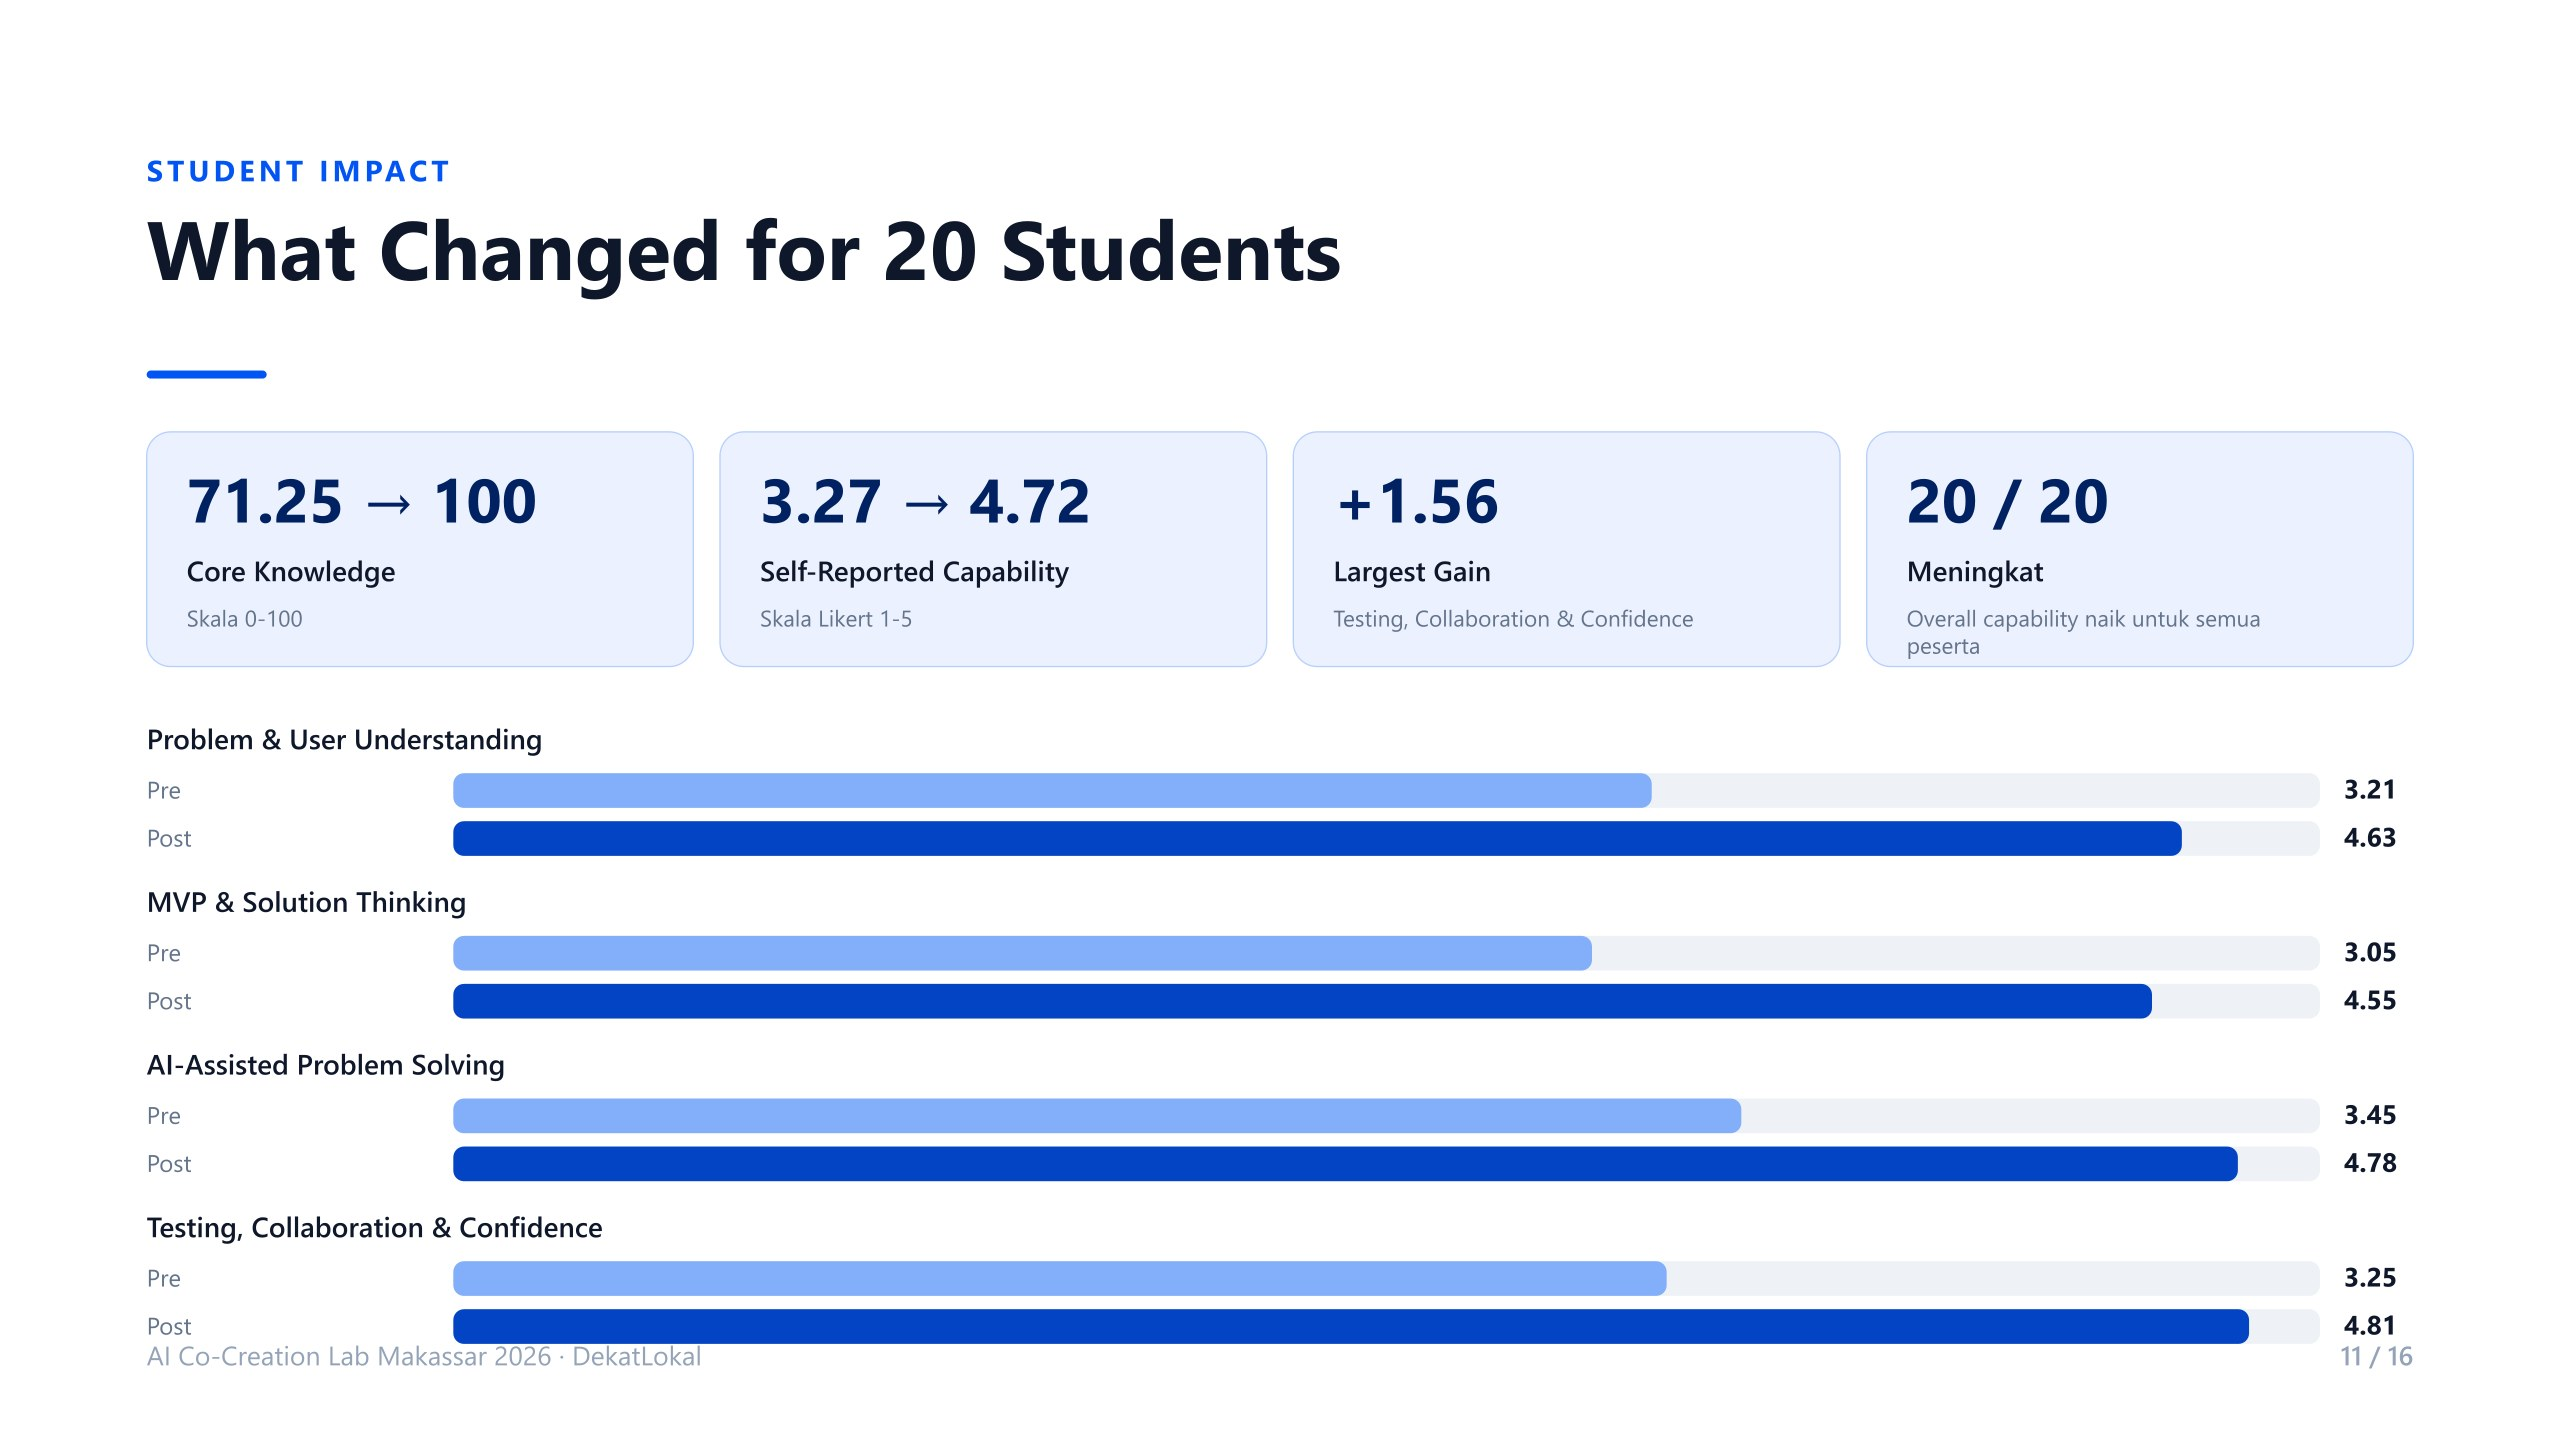 STUDENT IMPACT
What Changed for 20 Students
71.25 → 100
Core Knowledge
Skala 0-100
3.27 → 4.72
Self-Reported Capability
Skala Likert 1-5
+1.56
Largest Gain
Testing, Collaboration & Confidence
20 / 20
Meningkat
Overall capability naik untuk semua
peserta
Problem & User Understanding
Pre 3.21
Post 4.63
MVP & Solution Thinking
Pre 3.05
Post 4.55
AI-Assisted Problem Solving
Pre 3.45
Post 4.78
Testing, Collaboration & Confidence
Pre 3.25
Post 4.81
AI Co-Creation Lab Makassar 2026 · DekatLokal 11 / 16